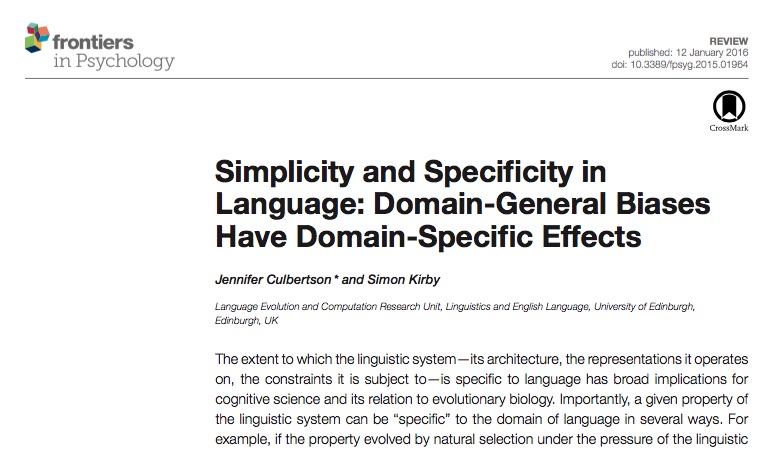 frontiers
in Psychology
REVIEW
published: 12 January 2016
doi: 10.3389/fpsyg.2015.01964
CrossMark
Simplicity and Specificity in
Language: Domain-General Biases
Have Domain-Specific Effects
Jennifer Culbertson * and Simon Kirby
Language Evolution and Computation Research Unit, Linguistics and English Language, University of Edinburgh,
Edinburgh, UK
The extent to which the linguistic system—its architecture, the representations it operates
on, the constraints it is subject to—is specific to language has broad implications for
cognitive science and its relation to evolutionary biology. Importantly, a given property of
the linguistic system can be “specific” to the domain of language in several ways. For
example, if the property evolved by natural selection under the pressure of the linguistic